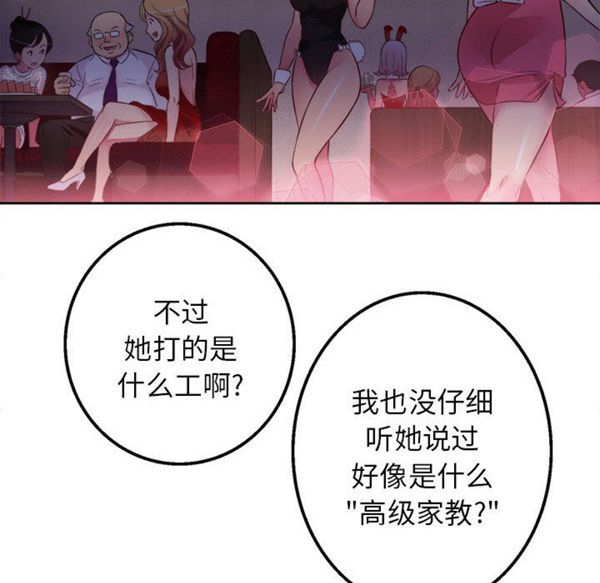 不过
她打的是
什么工啊?
我也没仔细
听她说过
好像是什么
"高级家教?"